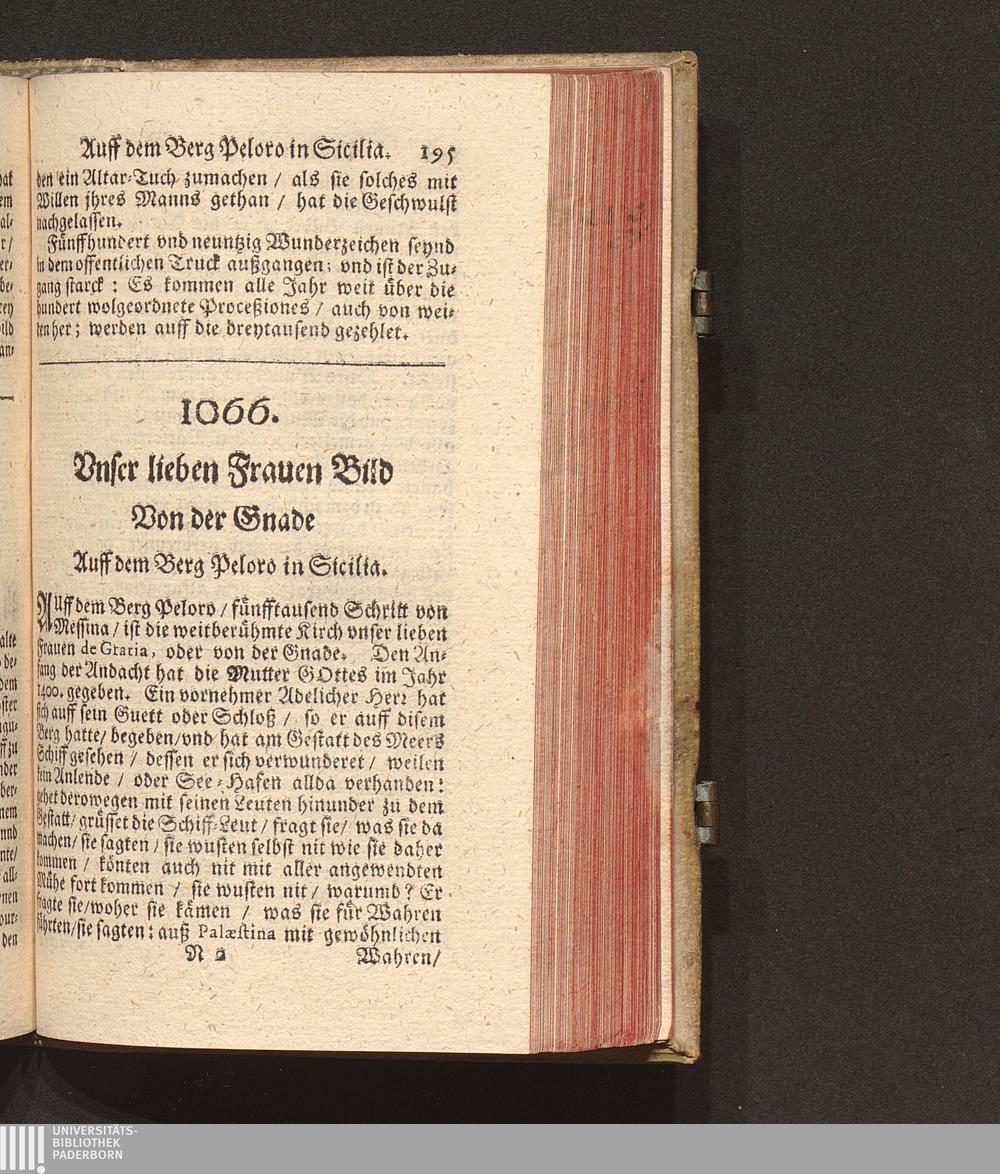 Auff dem Berg Peloro in Sicilia. 195
den ein Altar-Tuch zumachen / als sie solches mit
Willen jhres Manns gethan / hat die Geschwulst
nachgelassen.
Fünffhundert vnd neuntzig Wunderzeichen seynd
in dem offentlichen Truck außgangen; vnd ist der Zu-
gang starck : Es kommen alle Jahr weit über die
hundert wolgeordnete Proceßiones / auch von wei-
ten her; werden auff die dreytausend gezehlet.
1066.
Vnser lieben Frauen Bild
Von der Gnade
Auff dem Berg Peloro in Sicilia.
AUff dem Berg Peloro / fünfftausend Schritt von
Messina / ist die weitberühmte Kirch vnser lieben
Frauen de Gratia, oder von der Gnade. Den An-
fang der Andacht hat die Mutter GOttes im Jahr
1400. gegeben. Ein vornehmer Adelicher Herr hat
sich auff sein Guett oder Schloß / so er auff disem
Berg hatte/ begeben/vnd hat am Gestatt des Meers
Schiff gesehen / dessen er sich verwunderet / weilen
kein Anlende / oder See-Hafen allda verhanden:
gehet derowegen mit seinen Leuten hinunder zu dem
Gestatt/ grüsset die Schiff-Leut / fragt sie/ was sie da
machen/ sie sagten / sie wusten selbst nit wie sie daher
kommen / könten auch nit mit aller angewendten
Mühe fort kommen / sie wusten nit / warumb? Er
fragte sie/woher sie kämen / was sie für Wahren
führten/sie sagten: auß Palæstina mit gewöhnlichen
N 2 Wahren/
UNIVERSITÄTS-
BIBLIOTHEK
PADERBORN